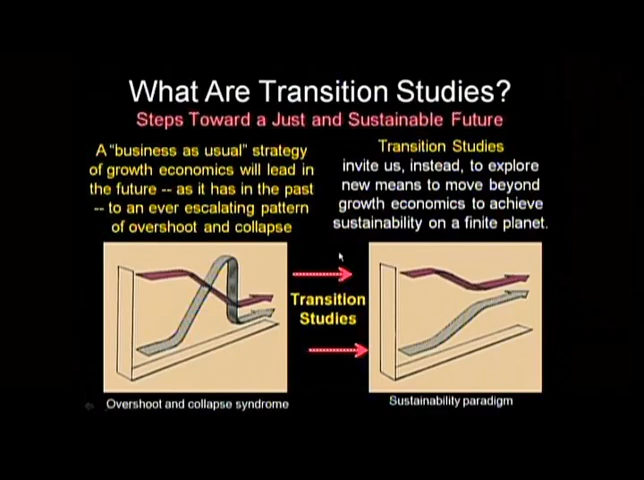 What Are Transition Studies?
Steps Toward a Just and Sustainable Future
A "business as usual" strategy
of growth economics will lead in
the future -- as it has in the past
-- to an ever escalating pattern
of overshoot and collapse
Transition Studies
invite us, instead, to explore
new means to move beyond
growth economics to achieve
sustainability on a finite planet.
Transition
Studies
Overshoot and collapse syndrome
Sustainability paradigm